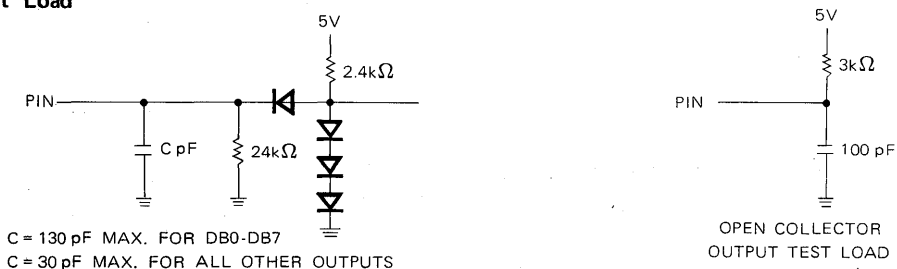 Load
5V
2.4kΩ
PIN
C pF
24kΩ
C = 130 pF MAX. FOR DB0-DB7
C = 30 pF MAX. FOR ALL OTHER OUTPUTS
5V
3kΩ
PIN
100 pF
OPEN COLLECTOR
OUTPUT TEST LOAD